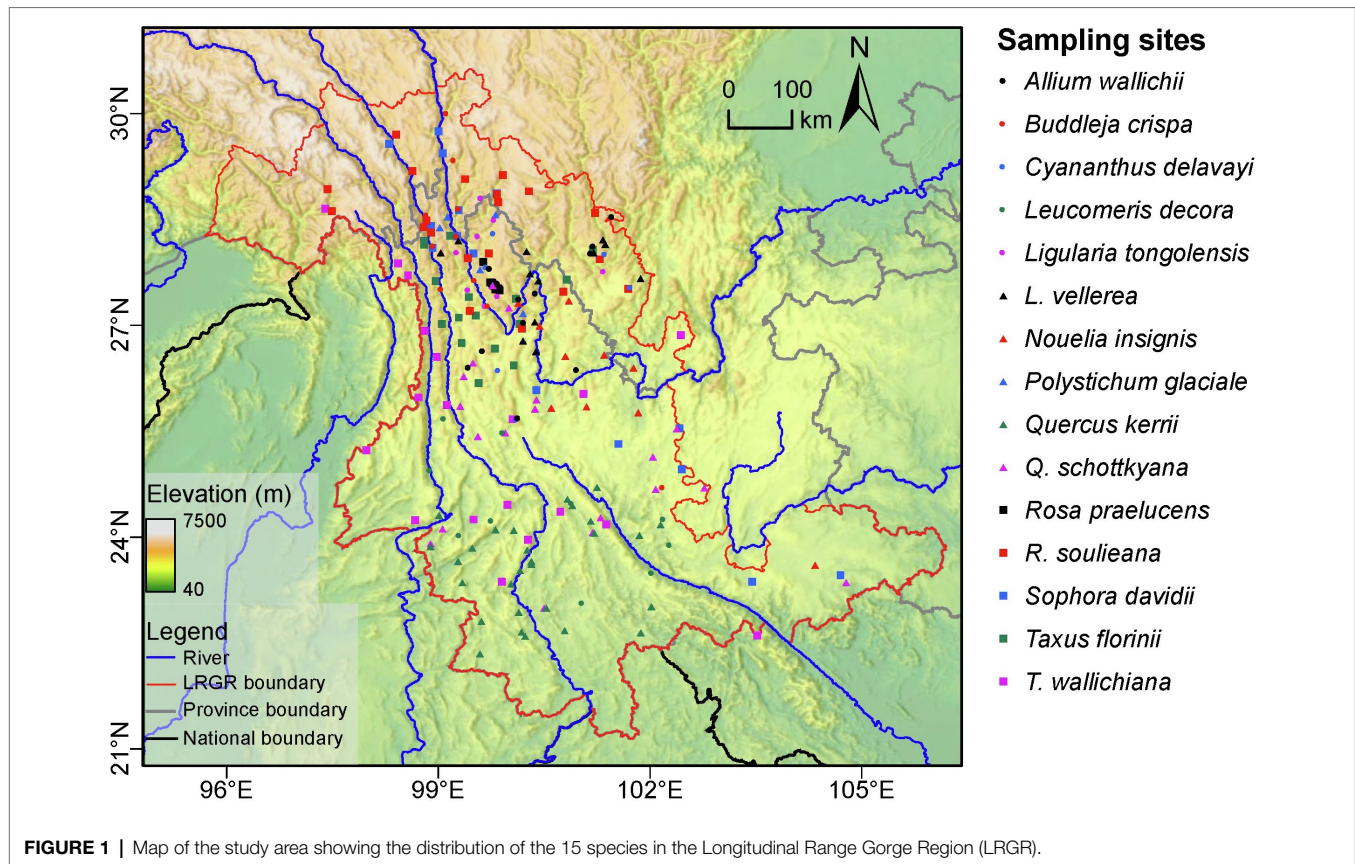 30°N
27°N
24°N
21°N
96°E
99°E
102°E
105°E
N
0 100
km
Elevation (m)
7500
40
Legend
River
LRGR boundary
Province boundary
National boundary
Sampling sites
Allium wallichii
Buddleja crispa
Cyananthus delavayi
Leucomeris decora
Ligularia tongolensis
L. vellerea
Nouelia insignis
Polystichum glaciale
Quercus kerrii
Q. schottkyana
Rosa praelucens
R. soulieana
Sophora davidii
Taxus florinii
T. wallichiana
FIGURE 1 | Map of the study area showing the distribution of the 15 species in the Longitudinal Range Gorge Region (LRGR).